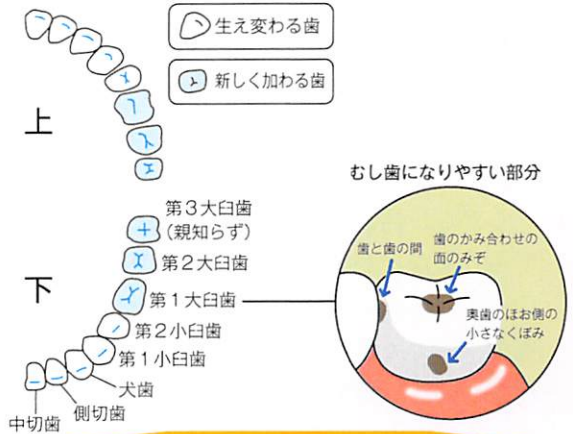 生え変わる歯
新しく加わる歯
上
むし歯になりやすい部分
歯と歯の間
歯のかみ合わせの
面のみぞ
奥歯のほお側の
小さなくぼみ
下
第3大臼歯
(親知らず)
第2大臼歯
第1大臼歯
第2小臼歯
第1小臼歯
犬歯
側切歯
中切歯